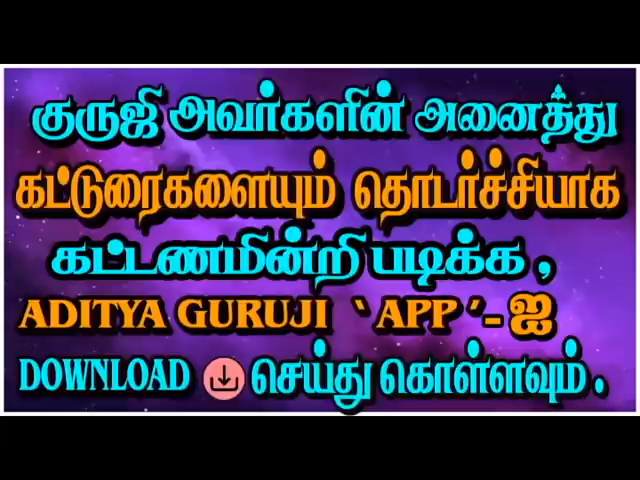 குருஜி அவர்களின் அனைத்து
கட்டுரைகளையும் தொடர்ச்சியாக
கட்டணமின்றி படிக்க ,
ADITYA GURUJI ` APP '- ஐ
DOWNLOAD செய்து கொள்ளவும் .